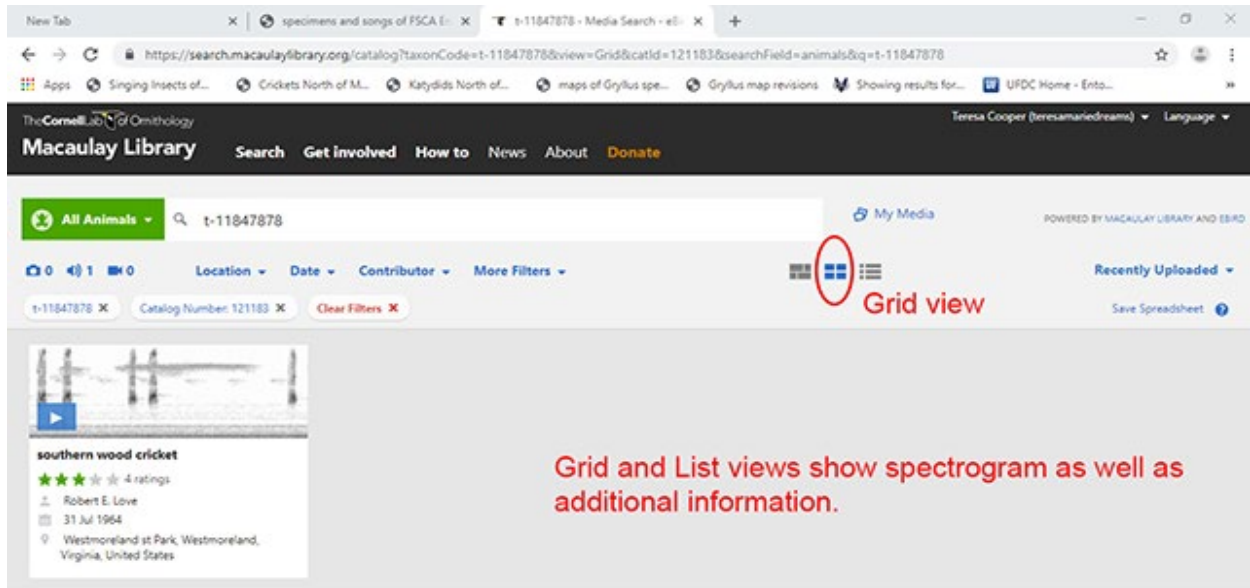 New Tab
specimens and songs of FSCA En
t-11847878 - Media Search - eB
https://search.macaulaylibrary.org/catalog?taxonCode=t-11847878&view=Grid&catId=121183&searchField=animals&q=t-11847878
Apps Singing Insects of... Crickets North of M... Katydids North of... maps of Gryllus spe... Gryllus map revisions Showing results for... UFDC Home - Ento...
TheCornellLab of Ornithology
Teresa Cooper (teresamariedreams) Language
Macaulay Library Search Get involved How to News About Donate
All Animals t-11847878 My Media POWERED BY MACAULAY LIBRARY AND EBIRD
0 1 0 Location Date Contributor More Filters Recently Uploaded
t-11847878 Catalog Number: 121183 Clear Filters Grid view Save Spreadsheet
southern wood cricket
4 ratings
Robert E. Love
31 Jul 1964
Westmoreland st Park, Westmoreland,
Virginia, United States
Grid and List views show spectrogram as well as
additional information.